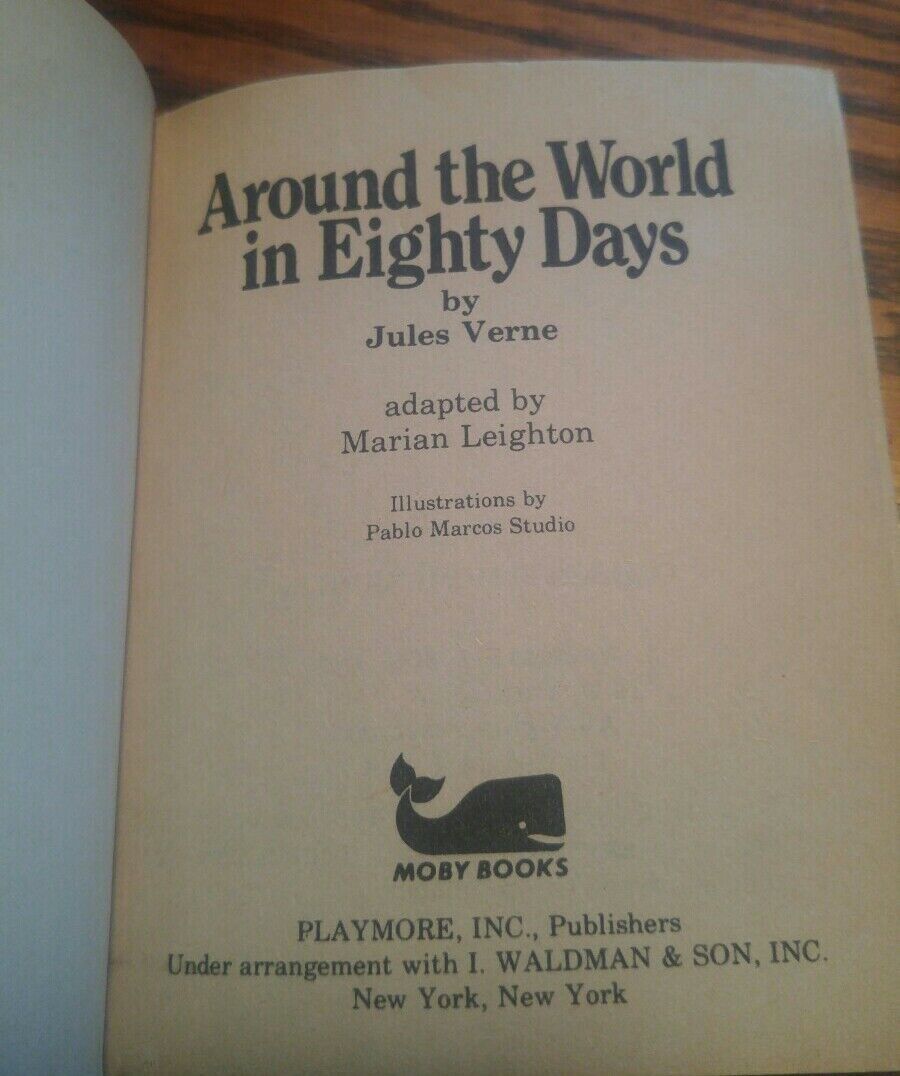 Around the World
in Eighty Days
by
Jules Verne
adapted by
Marian Leighton
Illustrations by
Pablo Marcos Studio
MOBY BOOKS
PLAYMORE, INC., Publishers
Under arrangement with I. WALDMAN & SON, INC.
New York, New York